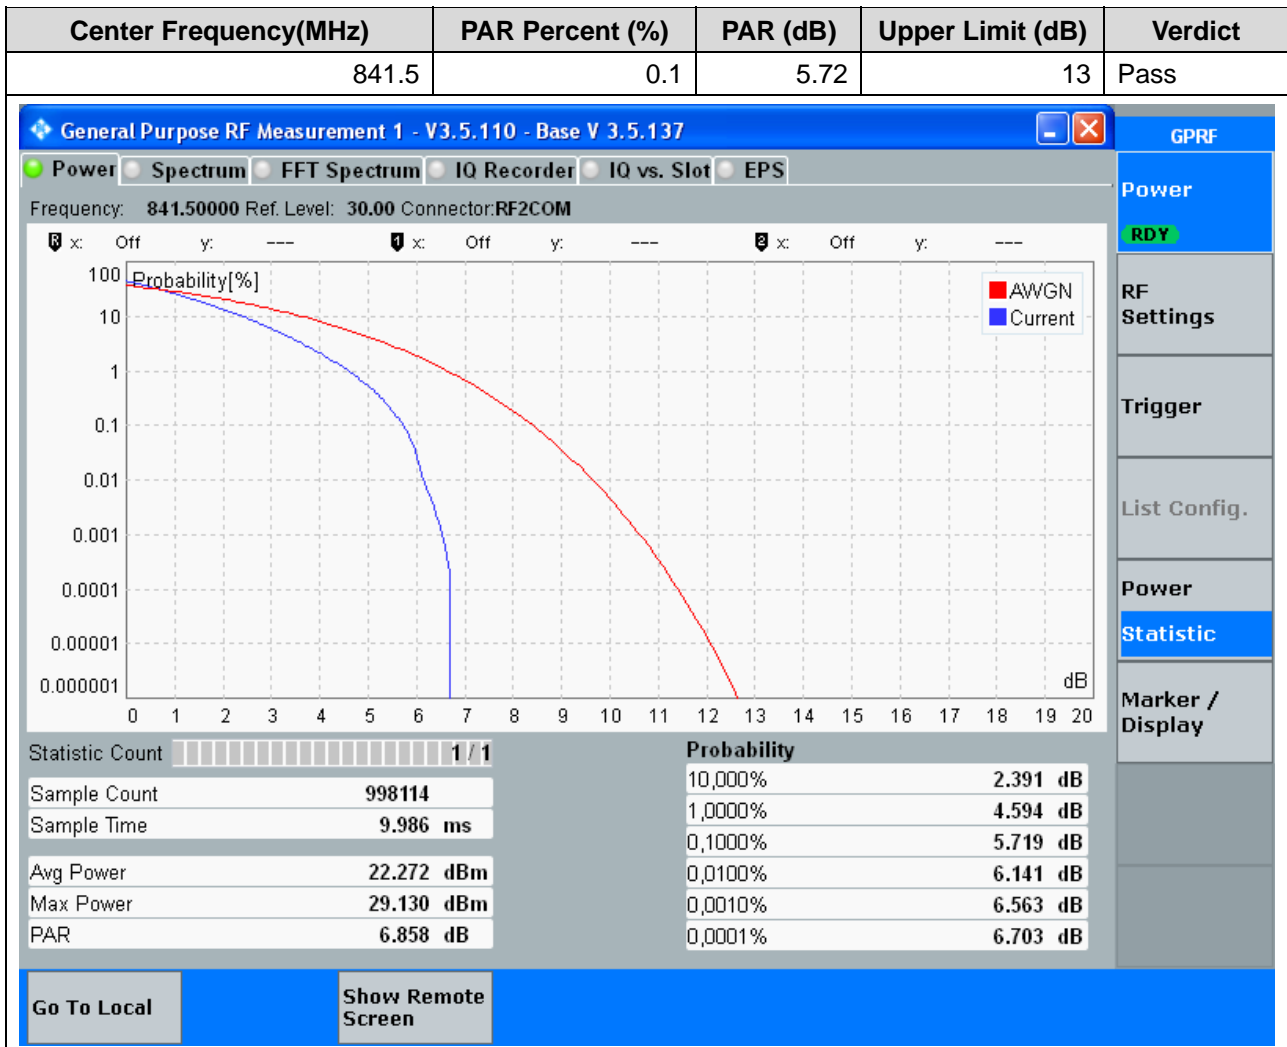 Center Frequency(MHz) PAR Percent (%) PAR (dB) Upper Limit (dB) Verdict
841.5 0.1 5.72 13 Pass
General Purpose RF Measurement 1 - V3.5.110 - Base V 3.5.137
GPRF
Power Spectrum FFT Spectrum IQ Recorder IQ vs. Slot EPS
Frequency: 841.50000 Ref. Level: 30.00 Connector:RF2COM
R x: Off y: --- 1 x: Off y: --- 2 x: Off y: ---
Probability[%]
AWGN
Current
100
10
1
0.1
0.01
0.001
0.0001
0.00001
0.000001
dB
0 1 2 3 4 5 6 7 8 9 10 11 12 13 14 15 16 17 18 19 20
Statistic Count 1 / 1
Sample Count 998114
Sample Time 9.986 ms
Avg Power 22.272 dBm
Max Power 29.130 dBm
PAR 6.858 dB
Probability
10,000% 2.391 dB
1,0000% 4.594 dB
0,1000% 5.719 dB
0,0100% 6.141 dB
0,0010% 6.563 dB
0,0001% 6.703 dB
Power
RDY
RF
Settings
Trigger
List Config.
Power
Statistic
Marker /
Display
Go To Local
Show Remote
Screen